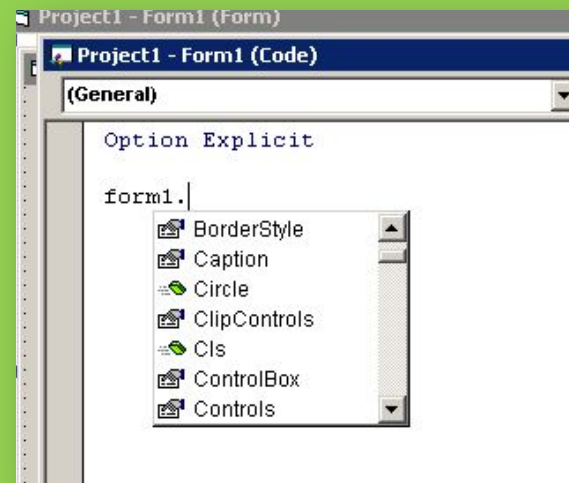 Project1 - Form1 (Form)
Project1 - Form1 (Code)
(General)
Option Explicit
form1.
BorderStyle
Caption
Circle
ClipControls
Cls
ControlBox
Controls